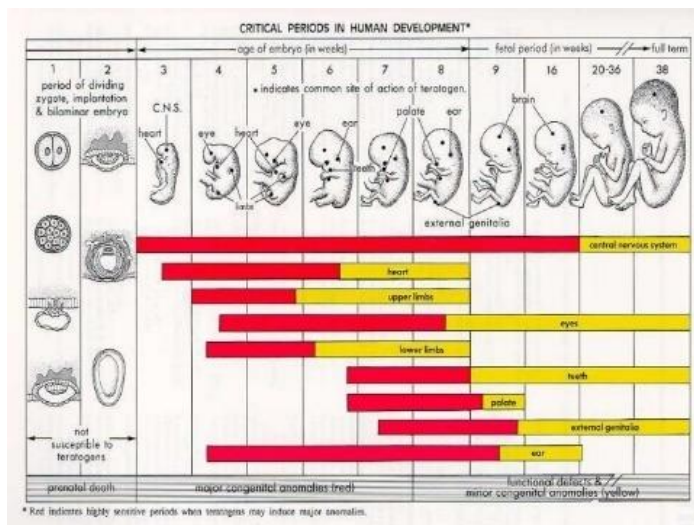 CRITICAL PERIODS IN HUMAN DEVELOPMENT*
age of embryo (in weeks) fetal period (in weeks) full term
1 2 3 4 5 6 7 8 9 16 20-36 38
period of dividing
zygote, implantation
& bilaminar embryo
• indicates common site of action of teratogen.
C.N.S.
heart
eye heart eye ear palate ear brain
teeth
limbs
external genitalia
central nervous system
heart
upper limbs
eyes
lower limbs
teeth
palate
external genitalia
ear
not
susceptible to
teratogens
prenatal death major congenital anomalies (red) functional defects &
minor congenital anomalies (yellow)
* Red indicates highly sensitive periods when teratogens may induce major anomalies.